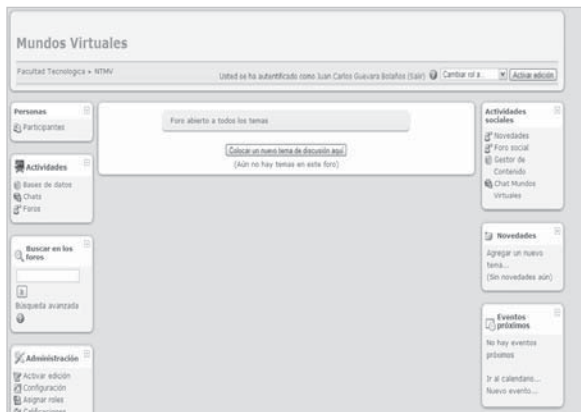 Mundos Virtuales
Facultad Tecnologica ► NTMV
Usted se ha autentificado como Juan Carlos Guevara Bolaños (Salir)
Cambiar rol a...
Activar edición
Personas
Participantes
Actividades
Bases de datos
Chats
Foros
Buscar en los
foros
Búsqueda avanzada
Administración
Activar edición
Configuración
Asignar roles
Calificaciones
Foro abierto a todos los temas
Colocar un nuevo tema de discusión aquí
(Aún no hay temas en este foro)
Actividades
sociales
Novedades
Foro social
Gestor de
Contenido
Chat Mundos
Virtuales
Novedades
Agregar un nuevo
tema...
(Sin novedades aún)
Eventos
próximos
No hay eventos
próximos
Ir al calendario...
Nuevo evento...